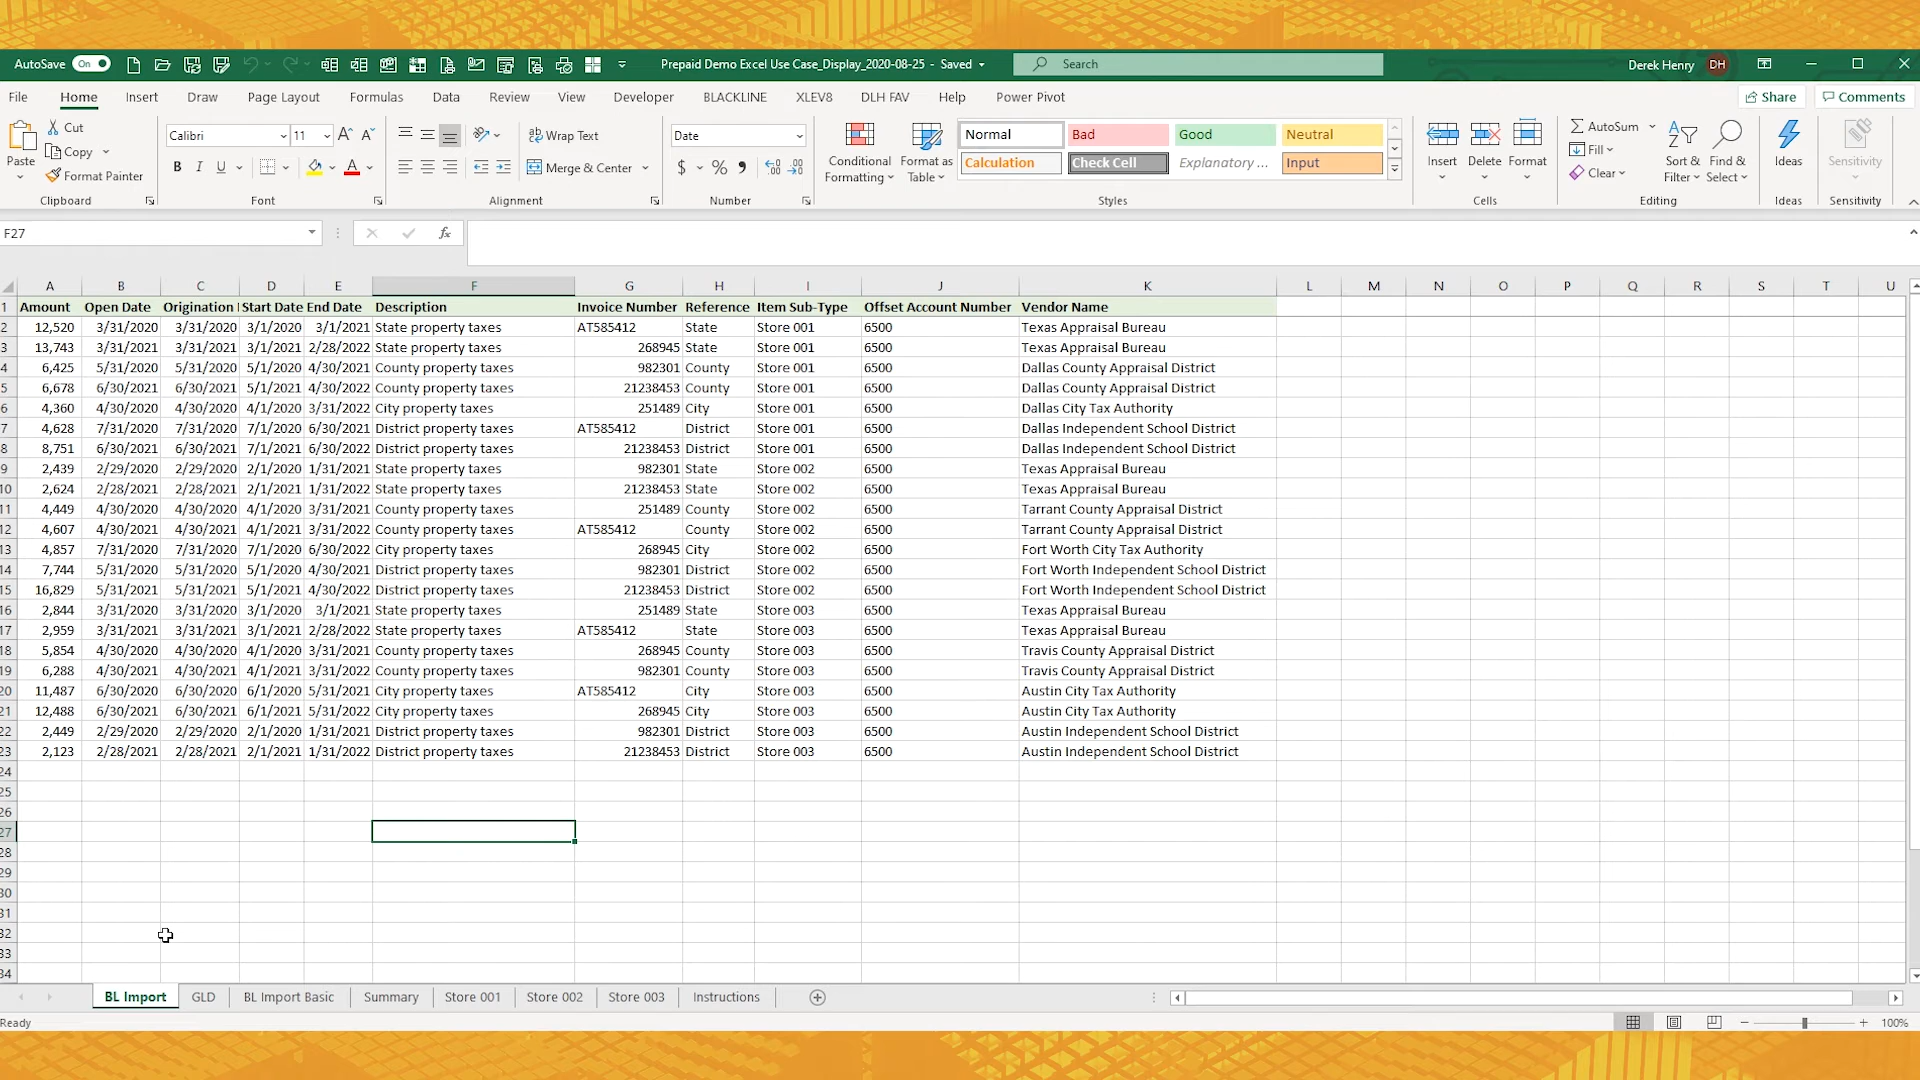 AutoSave On Prepaid Demo Excel Use Case_Display_2020-08-25 - Saved Search Derek Henry DH
File Home Insert Draw Page Layout Formulas Data Review View Developer BLACKLINE XLEV8 DLH FAV Help Power Pivot Share Comments
Paste Cut Copy Format Painter Clipboard
Calibri 11 B I U Font
Wrap Text Merge & Center Alignment
Date $ % Number
Conditional Formatting Format as Table
Normal Bad Good Neutral
Calculation Check Cell Explanatory ... Input
Styles
Insert Delete Format Cells
AutoSum Fill Clear Sort & Filter Find & Select Editing
Ideas Ideas
Sensitivity Sensitivity
F27 fx
A B C D E F G H I J K L M N O P Q R S T U
1 Amount Open Date Origination Start Date End Date Description Invoice Number Reference Item Sub-Type Offset Account Number Vendor Name
2 12,520 3/31/2020 3/31/2020 3/1/2020 3/1/2021 State property taxes AT585412 State Store 001 6500 Texas Appraisal Bureau
3 13,743 3/31/2021 3/31/2021 3/1/2021 2/28/2022 State property taxes 268945 State Store 001 6500 Texas Appraisal Bureau
4 6,425 5/31/2020 5/31/2020 5/1/2020 4/30/2021 County property taxes 982301 County Store 001 6500 Dallas County Appraisal District
5 6,678 6/30/2021 6/30/2021 5/1/2021 4/30/2022 County property taxes 21238453 County Store 001 6500 Dallas County Appraisal District
6 4,360 4/30/2020 4/30/2020 4/1/2020 3/31/2022 City property taxes 251489 City Store 001 6500 Dallas City Tax Authority
7 4,628 7/31/2020 7/31/2020 7/1/2020 6/30/2021 District property taxes AT585412 District Store 001 6500 Dallas Independent School District
8 8,751 6/30/2021 6/30/2021 7/1/2021 6/30/2022 District property taxes 21238453 District Store 001 6500 Dallas Independent School District
9 2,439 2/29/2020 2/29/2020 2/1/2020 1/31/2021 State property taxes 982301 State Store 002 6500 Texas Appraisal Bureau
10 2,624 2/28/2021 2/28/2021 2/1/2021 1/31/2022 State property taxes 21238453 State Store 002 6500 Texas Appraisal Bureau
11 4,449 4/30/2020 4/30/2021 4/1/2020 3/31/2021 County property taxes 251489 County Store 002 6500 Tarrant County Appraisal District
12 4,607 4/30/2021 4/30/2021 4/1/2021 3/31/2022 County property taxes AT585412 County Store 002 6500 Tarrant County Appraisal District
13 4,857 7/31/2020 7/31/2020 7/1/2020 6/30/2022 City property taxes 268945 City Store 002 6500 Fort Worth City Tax Authority
14 7,744 5/31/2020 5/31/2020 5/1/2020 4/30/2021 District property taxes 982301 District Store 002 6500 Fort Worth Independent School District
15 16,829 5/31/2021 5/31/2021 5/1/2021 4/30/2022 District property taxes 21238453 District Store 002 6500 Fort Worth Independent School District
16 2,844 3/31/2020 3/31/2020 3/1/2020 3/1/2021 State property taxes 251489 State Store 003 6500 Texas Appraisal Bureau
17 2,959 3/31/2021 3/31/2021 3/1/2021 2/28/2022 State property taxes AT585412 State Store 003 6500 Texas Appraisal Bureau
18 5,854 4/30/2020 4/30/2021 4/1/2020 3/31/2021 County property taxes 268945 County Store 003 6500 Travis County Appraisal District
19 6,288 4/30/2021 4/30/2021 4/1/2021 3/31/2022 County property taxes 982301 County Store 003 6500 Travis County Appraisal District
20 11,487 6/30/2020 6/30/2020 6/1/2020 5/31/2021 City property taxes AT585412 City Store 003 6500 Austin City Tax Authority
21 12,488 6/30/2021 6/30/2021 6/1/2021 5/31/2022 City property taxes 268945 City Store 003 6500 Austin City Tax Authority
22 2,449 2/29/2020 2/29/2020 2/1/2020 1/31/2021 District property taxes 982301 District Store 003 6500 Austin Independent School District
23 2,123 2/28/2021 2/28/2021 2/1/2021 1/31/2022 District property taxes 21238453 District Store 003 6500 Austin Independent School District
24
25
26
27
28
29
30
31
32
33
34
BL Import GLD BL Import Basic Summary Store 001 Store 002 Store 003 Instructions
Ready 100%